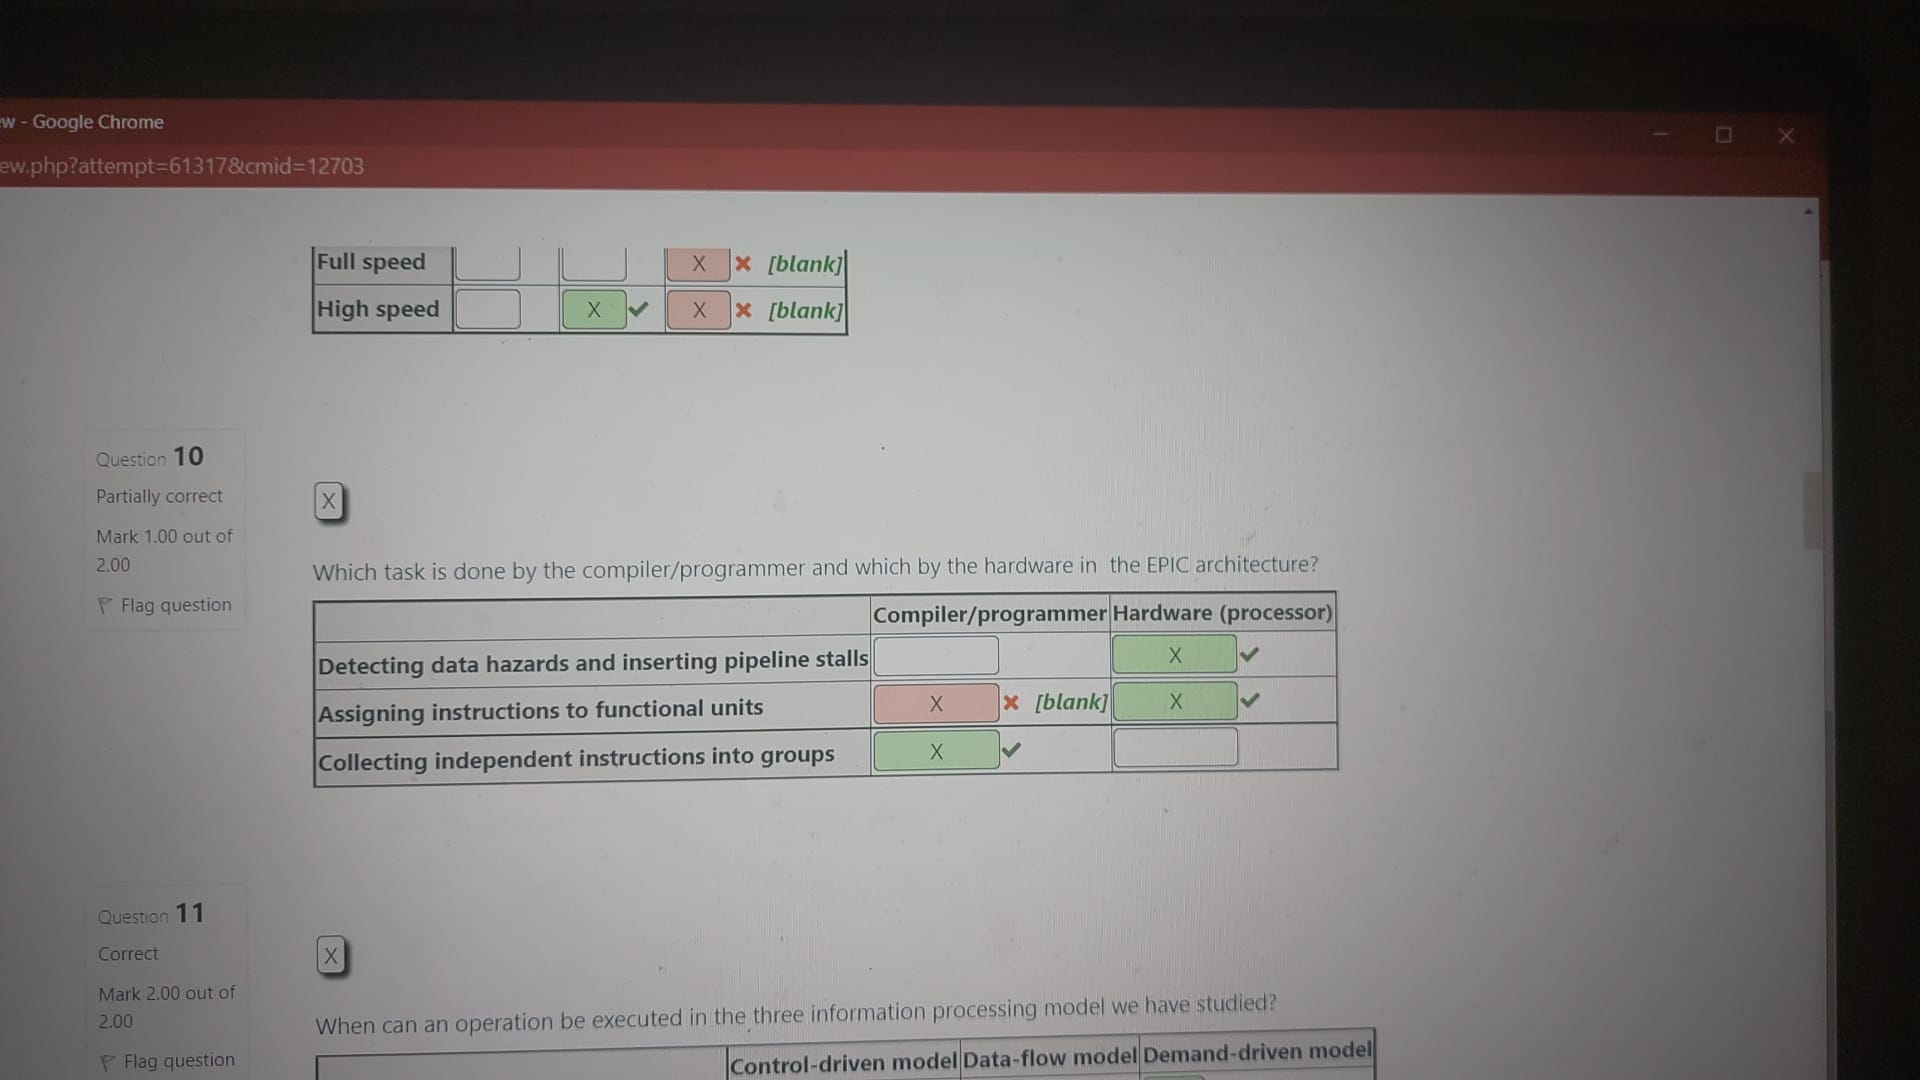 ew - Google Chrome
ew.php?attempt=61317&cmid=12703
Full speed X [blank]
High speed X X [blank]
Question 10
Partially correct
Mark 1.00 out of
2.00
Flag question
X
Which task is done by the compiler/programmer and which by the hardware in the EPIC architecture?
Compiler/programmer Hardware (processor)
Detecting data hazards and inserting pipeline stalls X
Assigning instructions to functional units X [blank] X
Collecting independent instructions into groups X
Question 11
Correct
Mark 2.00 out of
2.00
Flag question
X
When can an operation be executed in the three information processing model we have studied?
Control-driven model Data-flow model Demand-driven model